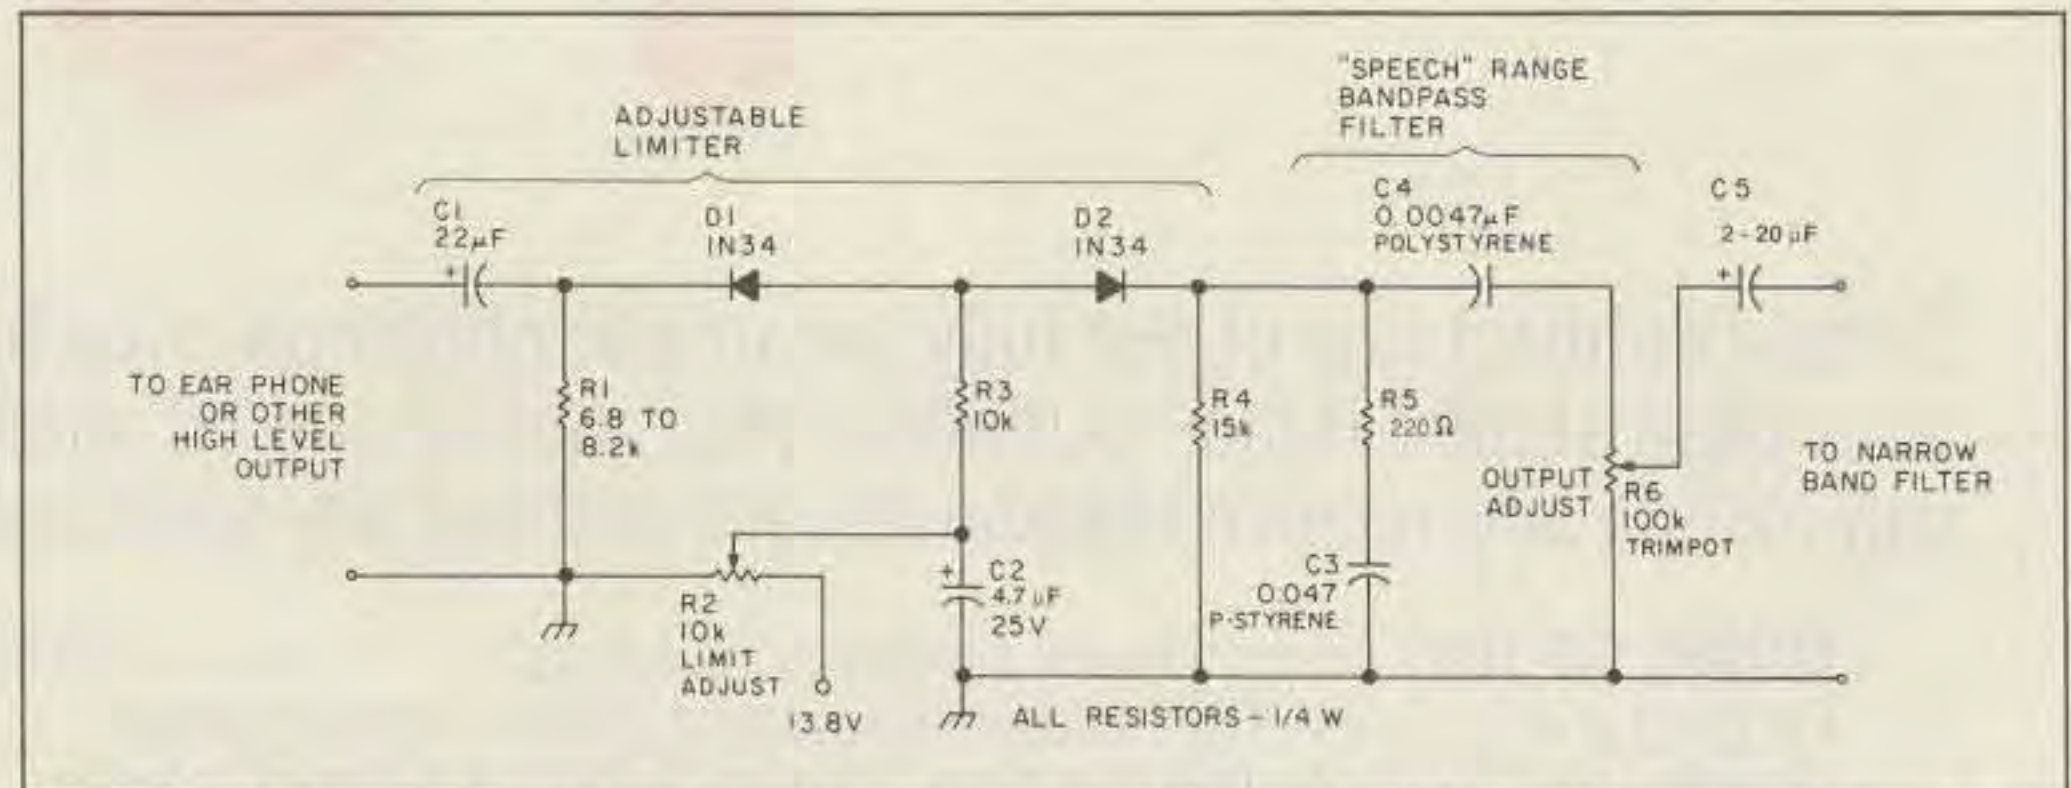 "SPEECH" RANGE
BANDPASS
FILTER
ADJUSTABLE
LIMITER
C1
22µF
+
D1
1N34
D2
1N34
C4
0.0047µF
POLYSTYRENE
C5
2-20µF
+
TO EAR PHONE
OR OTHER
HIGH LEVEL
OUTPUT
R1
6.8 TO
8.2k
R3
10k
R4
15k
R5
220Ω
OUTPUT
ADJUST
R6
100k
TRIMPOT
TO NARROW
BAND FILTER
R2
10k
LIMIT
ADJUST
13.8V
+
C2
4.7µF
25V
C3
0.047
P-STYRENE
ALL RESISTORS - 1/4 W